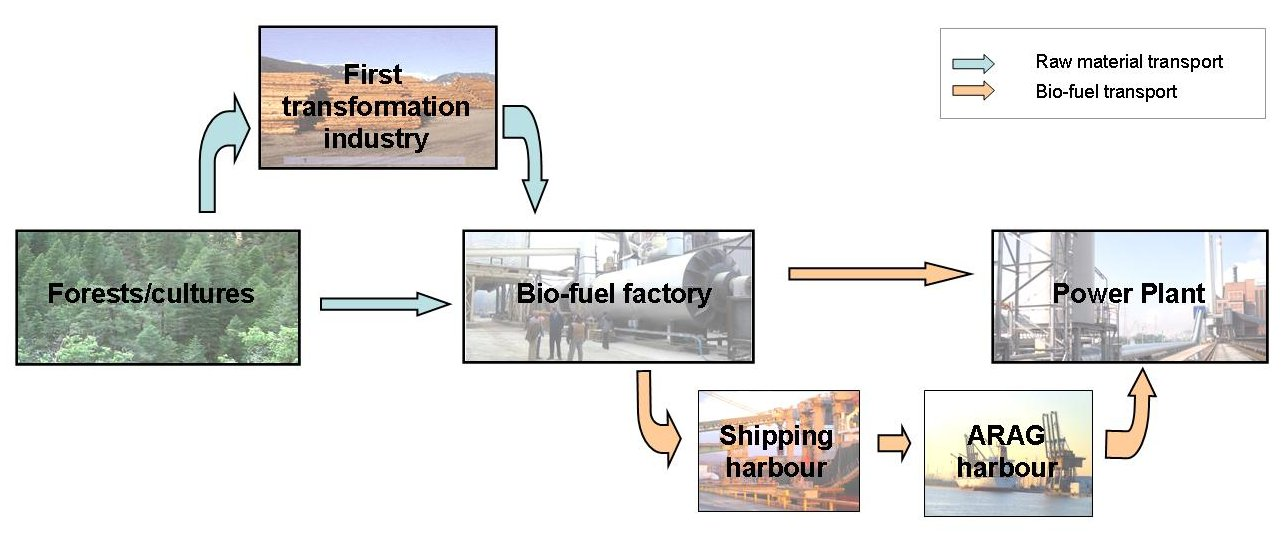 First
transformation
industry
Raw material transport
Bio-fuel transport
Forests/cultures
Bio-fuel factory
Power Plant
Shipping
harbour
ARAG
harbour